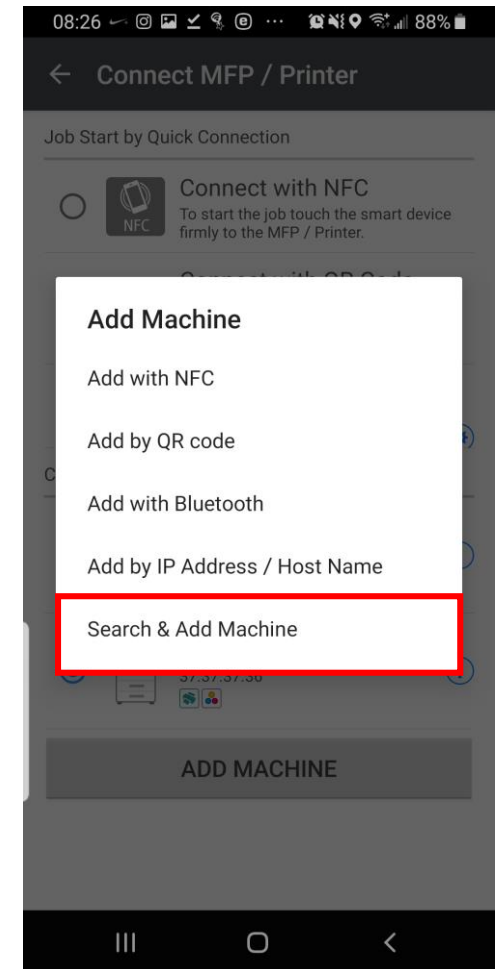 08:26 88%
Connect MFP / Printer
Job Start by Quick Connection
Connect with NFC
NFC
To start the job touch the smart device
firmly to the MFP / Printer.
Add Machine
Add with NFC
Add by QR code
Add with Bluetooth
Add by IP Address / Host Name
Search & Add Machine
ADD MACHINE